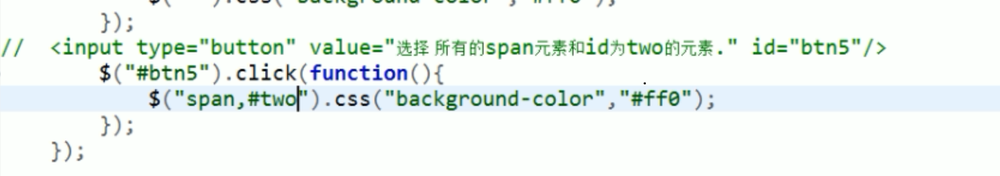 });
//  <input type="button" value="选择 所有的span元素和id为two的元素." id="btn5"/>
$("#btn5").click(function(){
$("span,#two").css("background-color","#ff0");
});
});